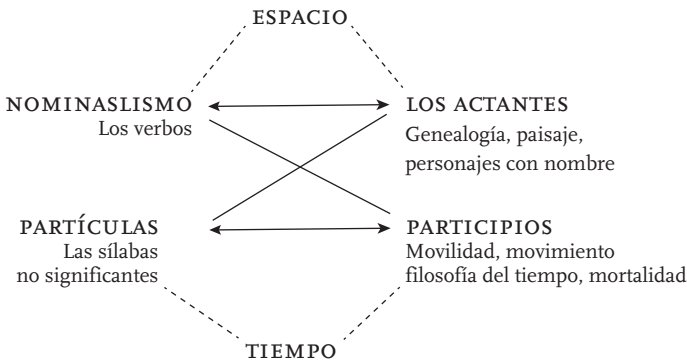 ESPACIO
NOMINASLISMO
Los verbos
LOS ACTANTES
Genealogía, paisaje,
personajes con nombre
PARTÍCULAS
Las sílabas
no significantes
PARTICIPIOS
Movilidad, movimiento
filosofía del tiempo, mortalidad
TIEMPO